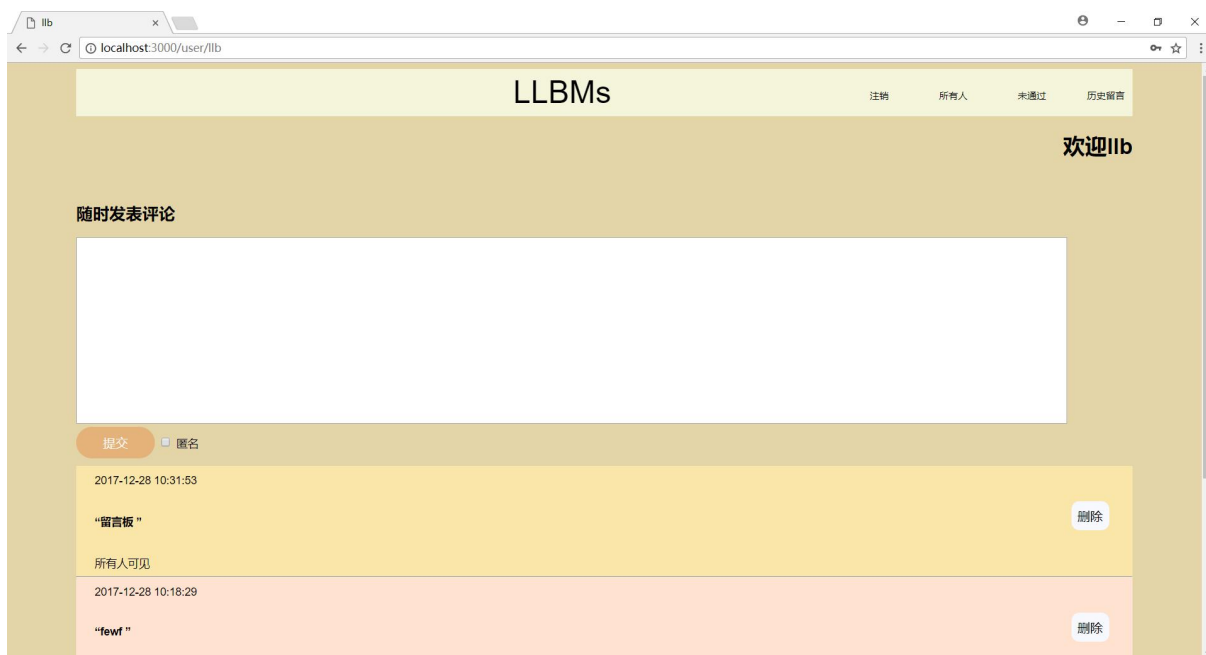 llb
localhost:3000/user/llb
LLBMs
注销 所有人 未通过 历史留言
欢迎llb
随时发表评论
提交 匿名
2017-12-28 10:31:53
“留言板 ”
删除
所有人可见
2017-12-28 10:18:29
“fewf ”
删除